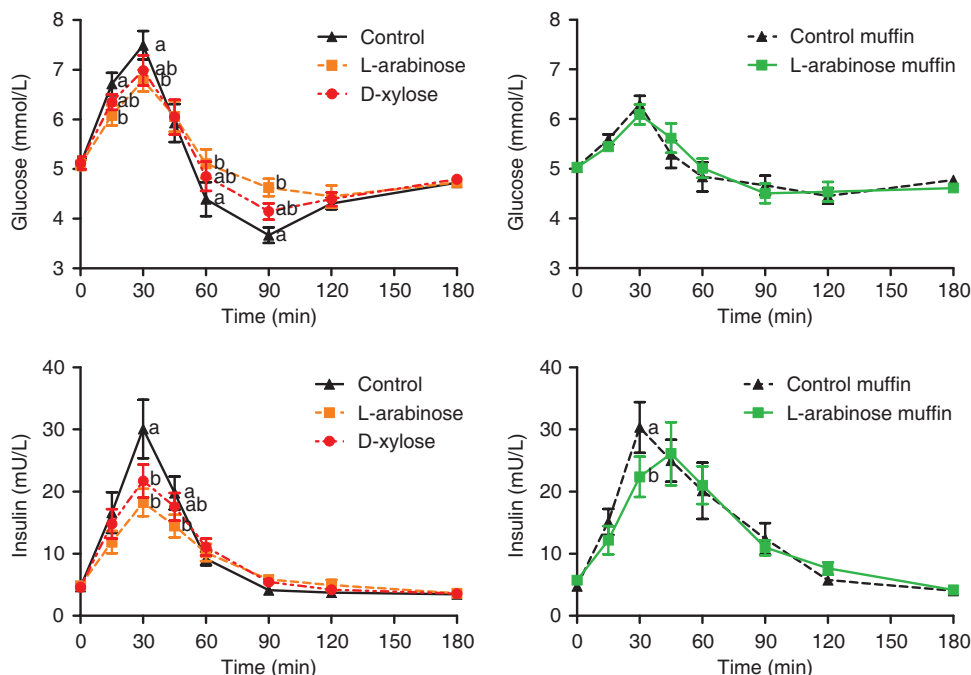 Glucose (mmol/L)
8
7
6
5
4
3
0 30 60 90 120 150 180
Time (min)
Control
L-arabinose
D-xylose
a
ab
b
a
ab
b
b
ab
a
b
ab
a
Glucose (mmol/L)
8
7
6
5
4
3
0 30 60 90 120 150 180
Time (min)
Control muffin
L-arabinose muffin
Insulin (mU/L)
40
30
20
10
0
0 30 60 90 120 150 180
Time (min)
Control
L-arabinose
D-xylose
a
b
b
a
ab
b
Insulin (mU/L)
40
30
20
10
0
0 30 60 90 120 150 180
Time (min)
Control muffin
L-arabinose muffin
a
b